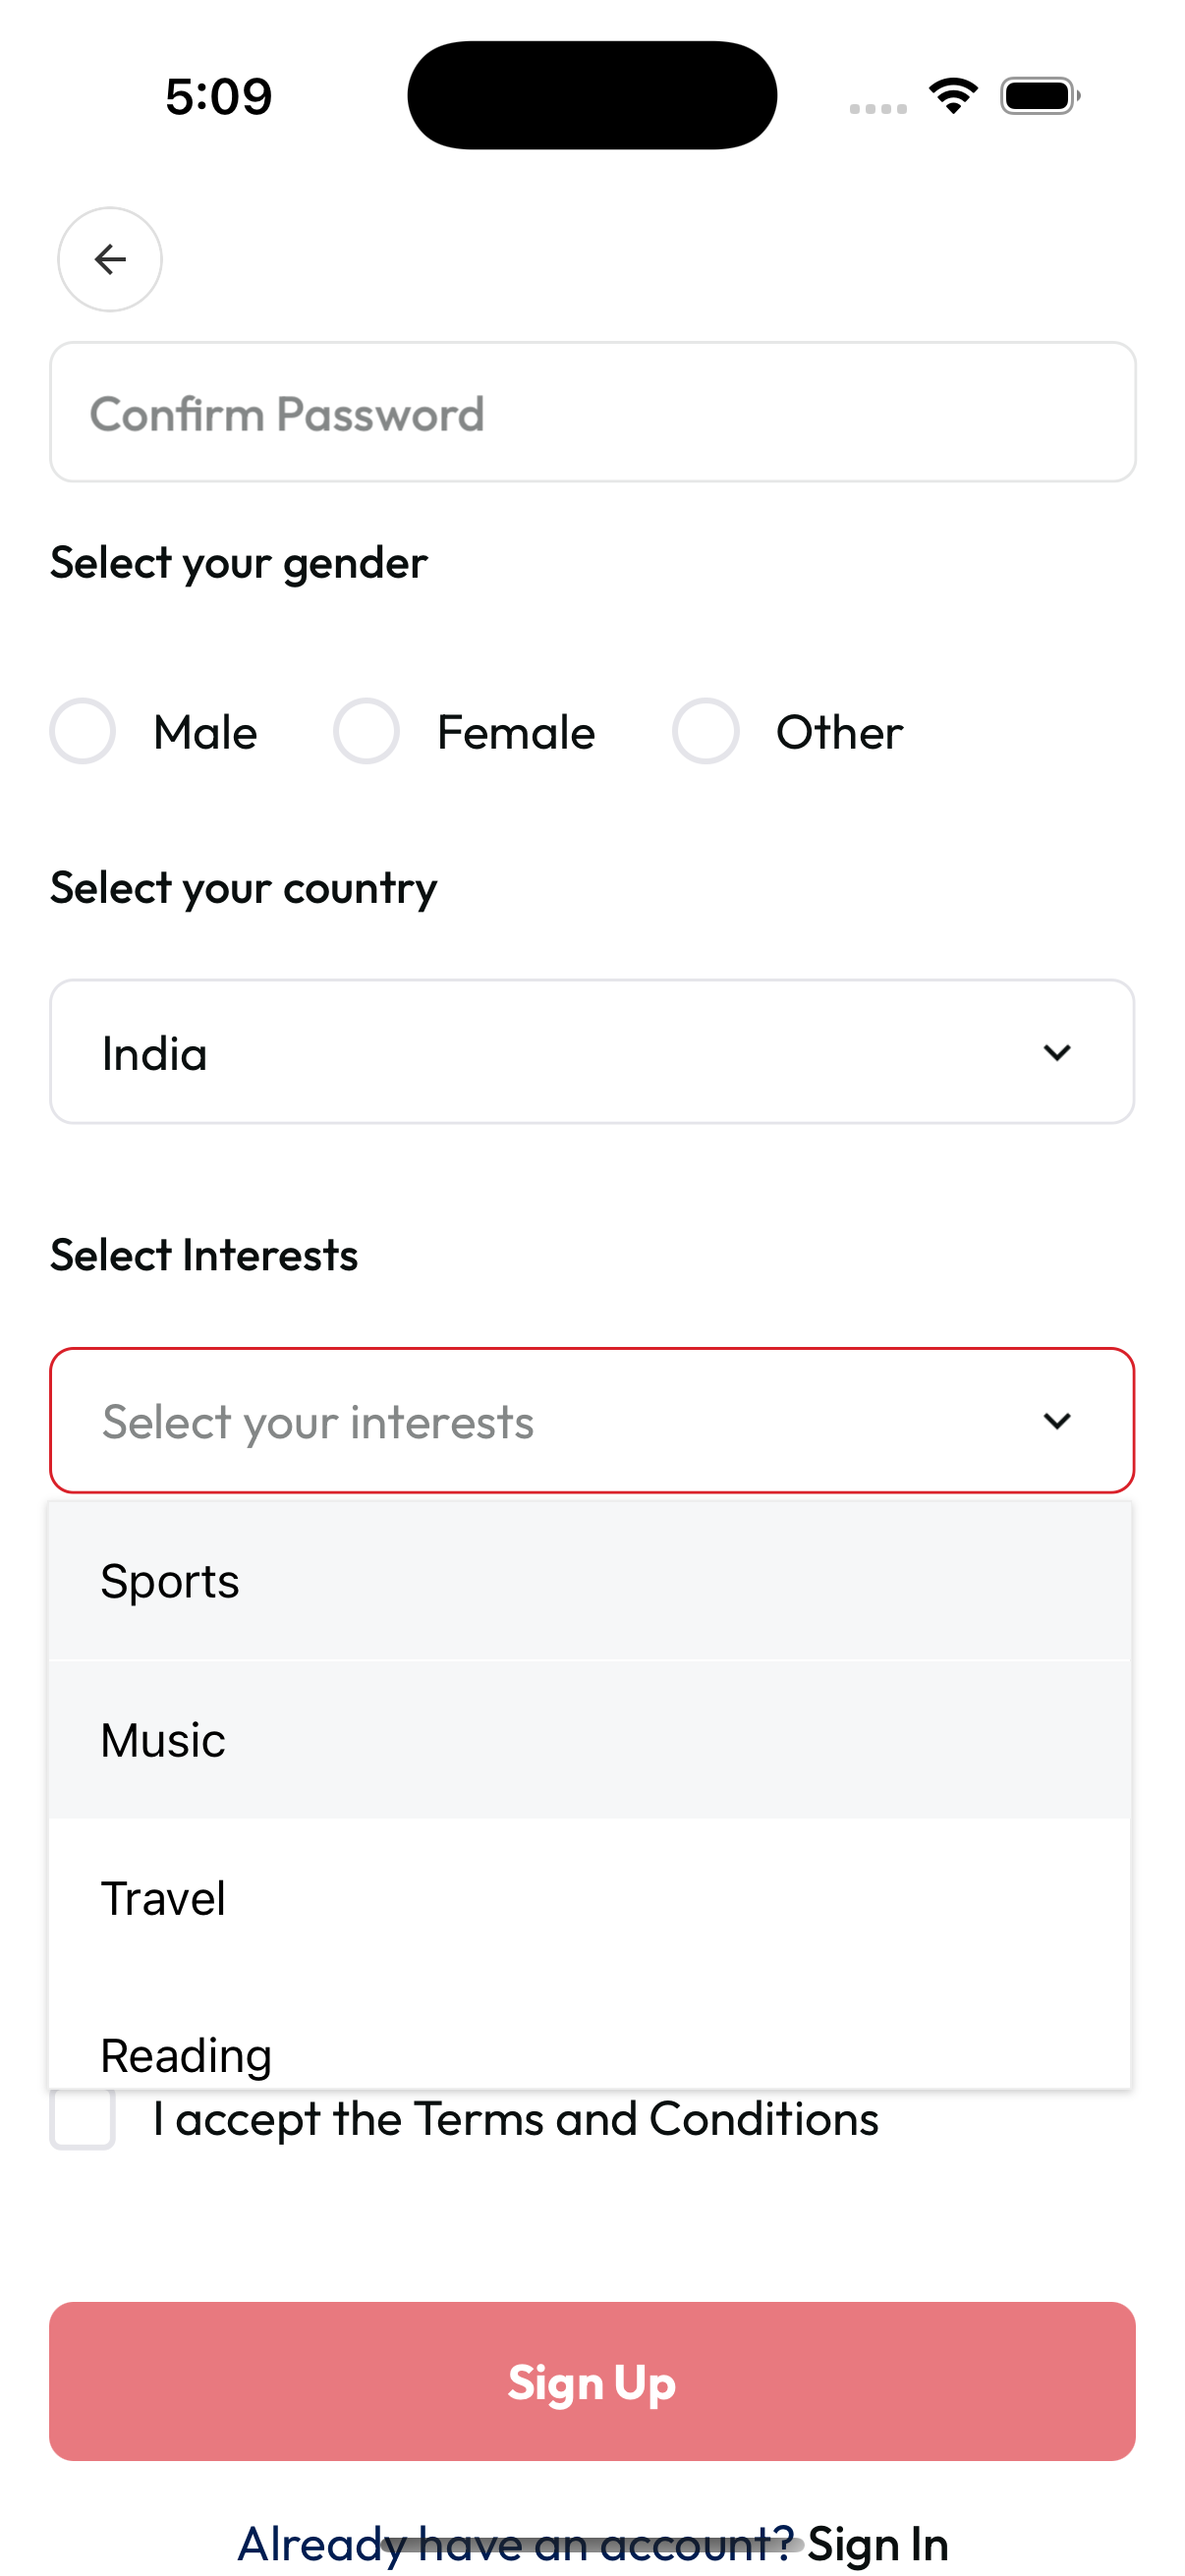 5:09
Confirm Password
Select your gender
Male Female Other
Select your country
India
Select Interests
Select your interests
Sports
Music
Travel
Reading
I accept the Terms and Conditions
Sign Up
Already have an account? Sign In